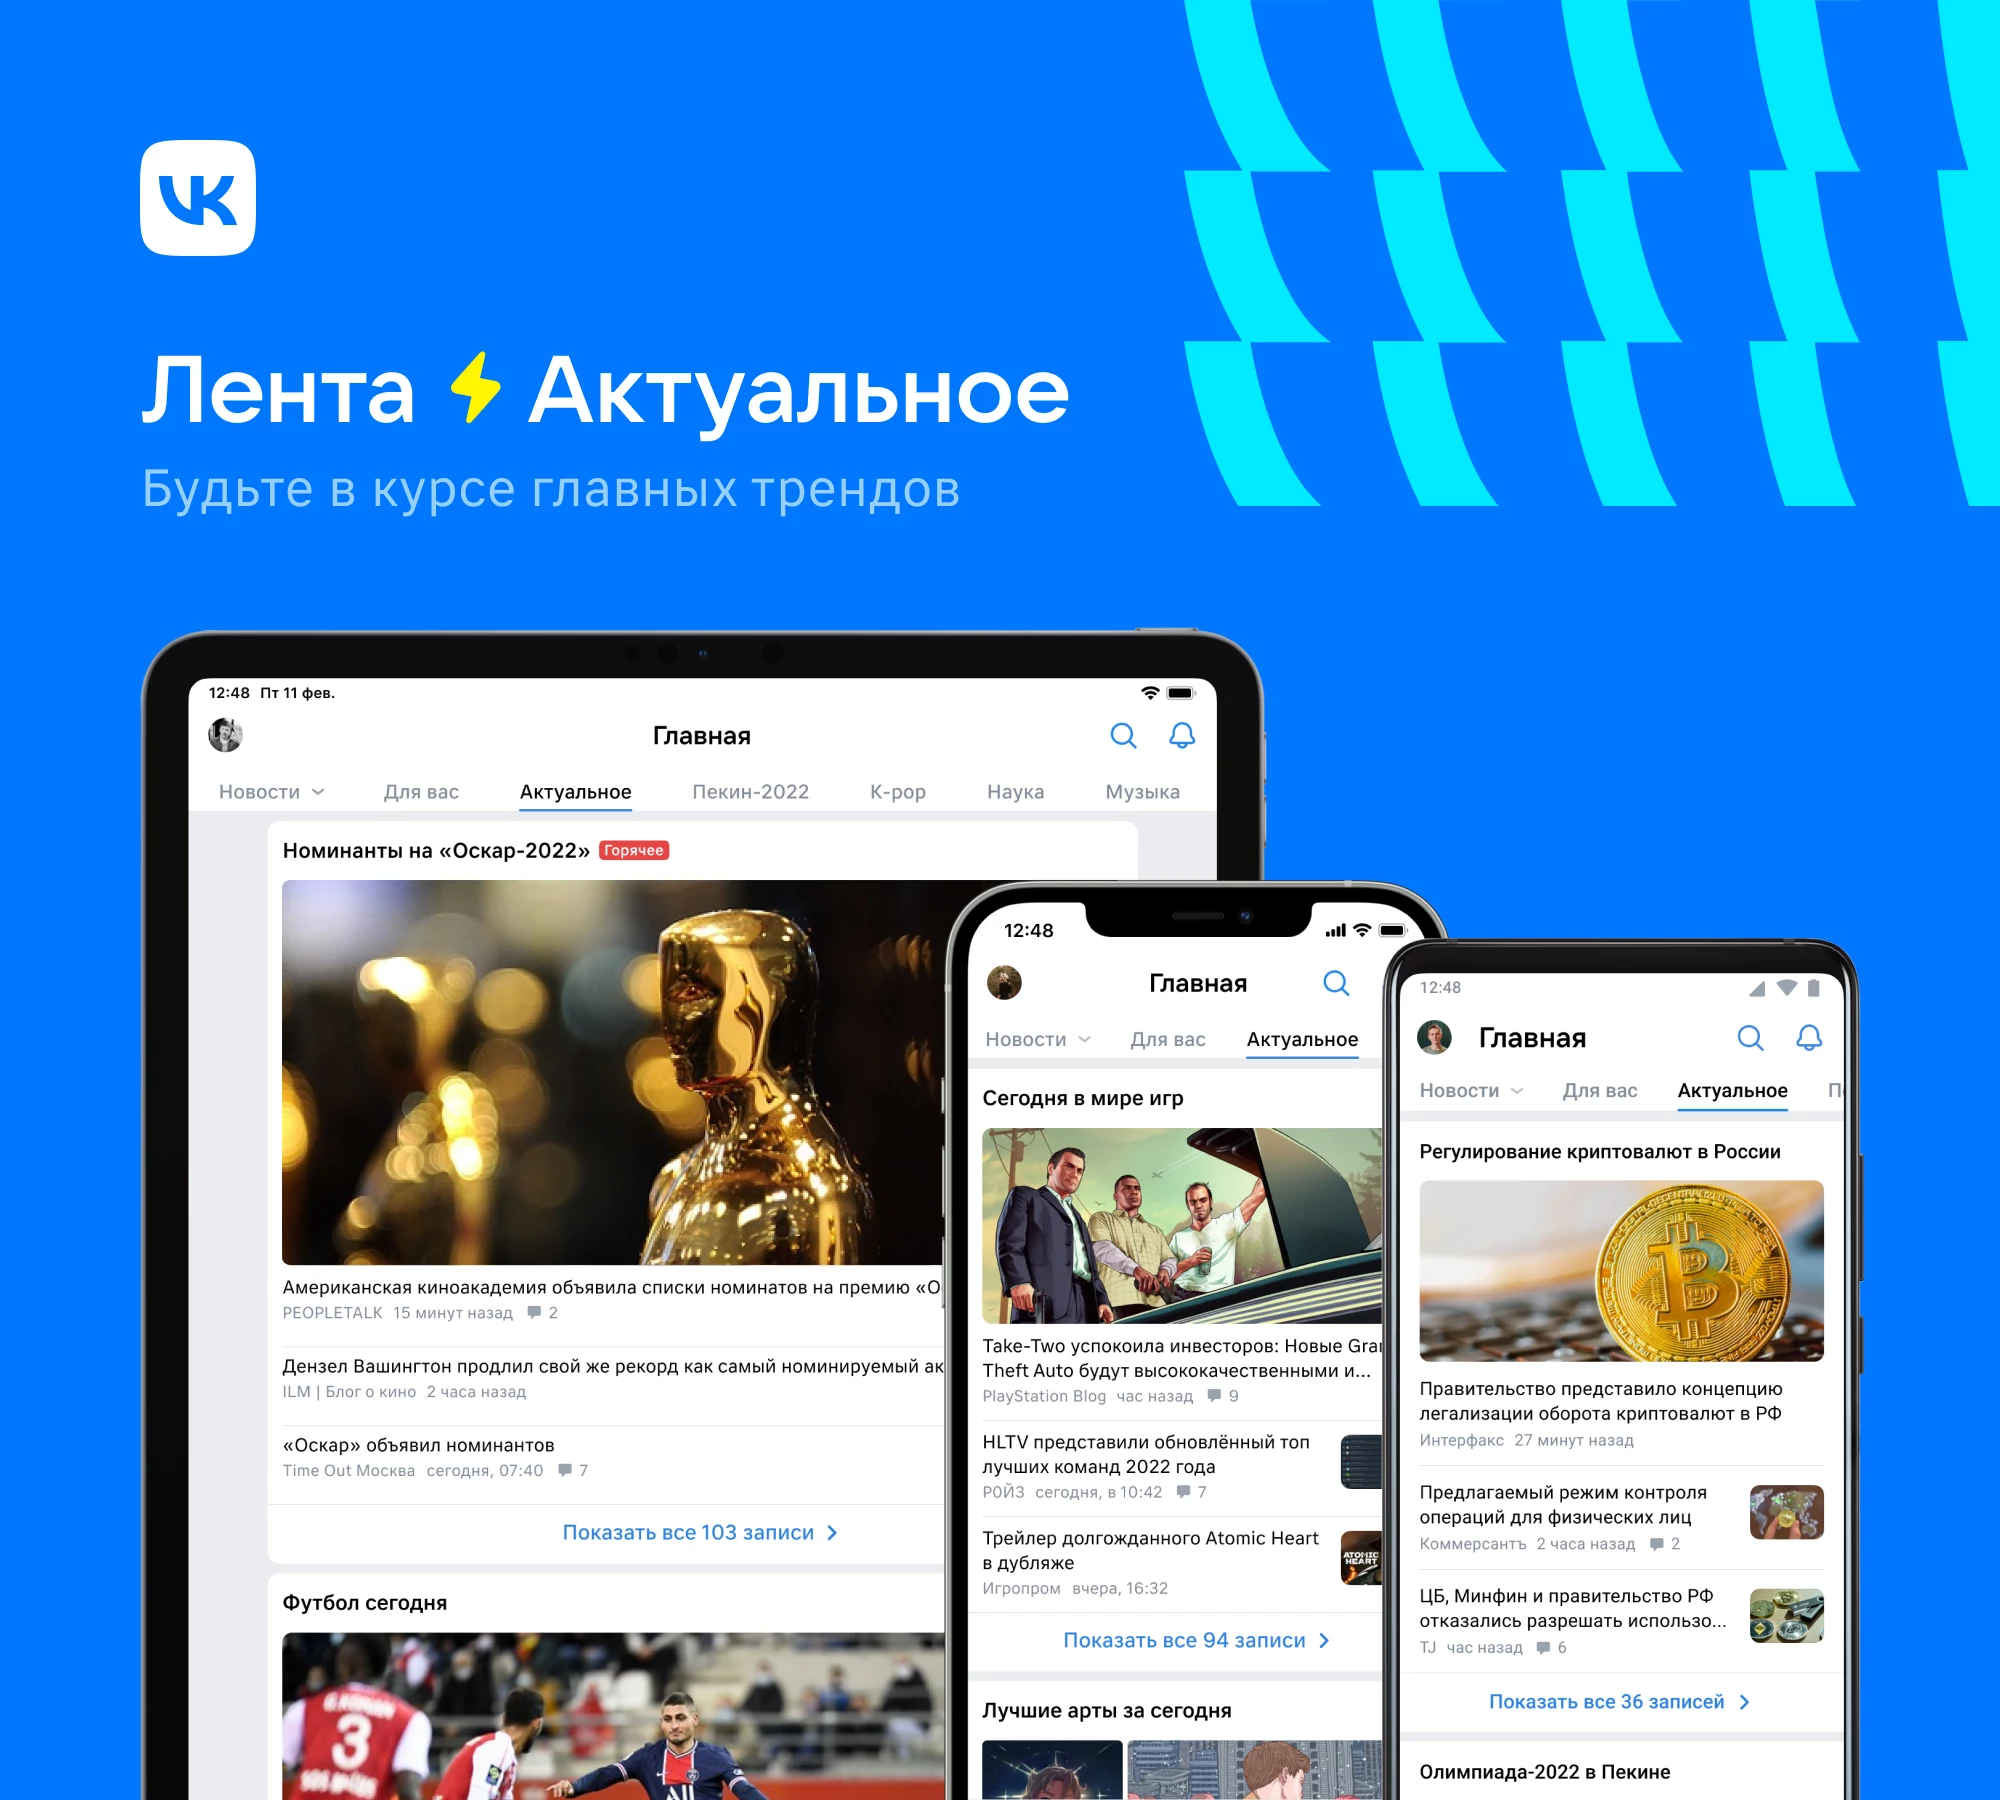 VK
Лента ⚡ Актуальное
Будьте в курсе главных трендов
12:48 Пт 11 фев.
Главная
Новости Для вас Актуальное Пекин-2022 K-pop Наука Музыка
Номинанты на «Оскар-2022» Горячее
Американская киноакадемия объявила списки номинатов на премию «О
PEOPLETALK 15 минут назад 2
Дензел Вашингтон продлил свой же рекорд как самый номинируемый ак
ILM | Блог о кино 2 часа назад
«Оскар» объявил номинантов
Time Out Москва сегодня, 07:40 7
Показать все 103 записи
Футбол сегодня
3
12:48
Главная
Новости Для вас Актуальное
Сегодня в мире игр
Take-Two успокоила инвесторов: Новые Gra
Theft Auto будут высококачественными и...
PlayStation Blog час назад 9
HLTV представили обновлённый топ
лучших команд 2022 года
Р0Й3 сегодня, в 10:42 7
Трейлер долгожданного Atomic Heart
в дубляже
ATOMIC
HEART
Игропром вчера, 16:32
Показать все 94 записи
Лучшие арты за сегодня
12:48
Главная
Новости Для вас Актуальное П
Регулирование криптовалют в России
Правительство представило концепцию
легализации оборота криптовалют в РФ
Интерфакс 27 минут назад
Предлагаемый режим контроля
операций для физических лиц
Коммерсантъ 2 часа назад 2
ЦБ, Минфин и правительство РФ
отказались разрешать использо...
TJ час назад 6
Показать все 36 записей
Олимпиада-2022 в Пекине